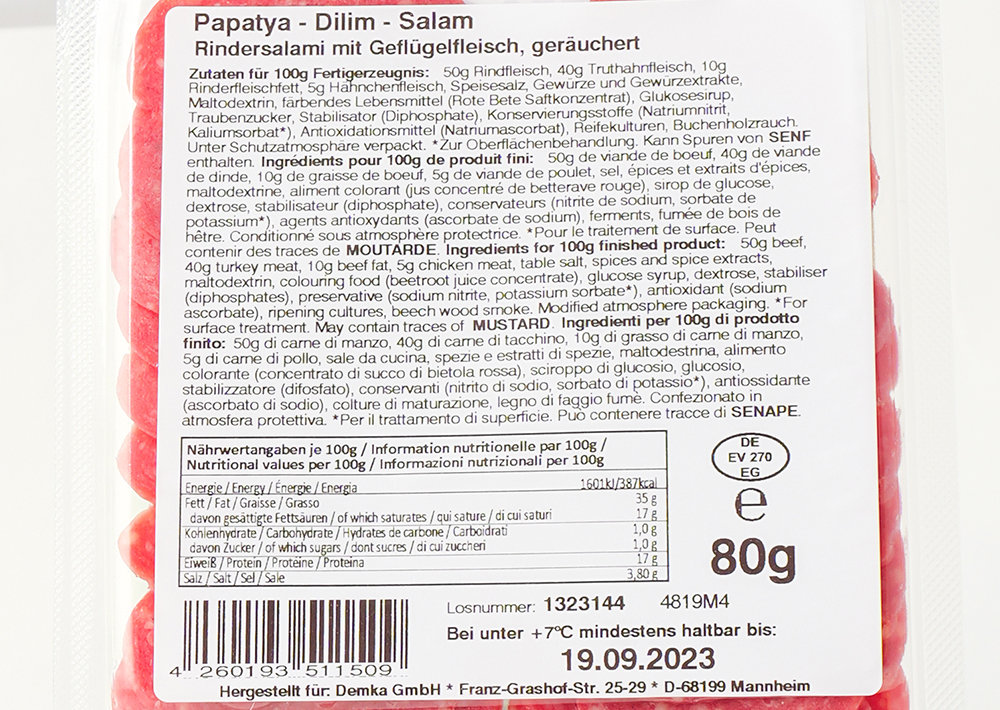 Papatya - Dilim - Salam
Rindersalami mit Geflügelfleisch, geräuchert
Zutaten für 100g Fertigerzeugnis: 50g Rindfleisch, 40g Truthahnfleisch, 10g
Rinderfleischfett, 5g Hähnchenfleisch, Speisesalz, Gewürze und Gewürzextrakte,
Maltodextrin, färbendes Lebensmittel (Rote Bete Saftkonzentrat), Glukosesirup,
Traubenzucker, Stabilisator (Diphosphate), Konservierungsstoffe (Natriumnitrit,
Kaliumsorbat*), Antioxidationsmittel (Natriumascorbat), Reifekulturen, Buchenholzrauch.
Unter Schutzatmosphäre verpackt. *Zur Oberflächenbehandlung. Kann Spuren von SENF
enthalten. Ingrédients pour 100g de produit fini: 50g de viande de boeuf, 40g de viande
de dinde, 10g de graisse de boeuf, 5g de viande de poulet, sel, épices et extraits d'épices,
maltodextrine, aliment colorant (jus concentré de betterave rouge), sirop de glucose,
dextrose, stabilisateur (diphosphate), conservateurs (nitrite de sodium, sorbate de
potassium*), agents antioxydants (ascorbate de sodium), ferments, fumée de bois de
hêtre. Conditionné sous atmosphère protectrice. *Pour le traitement de surface. Peut
contenir des traces de MOUTARDE. Ingredients for 100g finished product: 50g beef,
40g turkey meat, 10g beef fat, 5g chicken meat, table salt, spices and spice extracts,
maltodextrin, colouring food (beetroot juice concentrate), glucose syrup, dextrose, stabiliser
(diphosphates), preservative (sodium nitrite, potassium sorbate*), antioxidant (sodium
ascorbate), ripening cultures, beech wood smoke. Modified atmosphere packaging. *For
surface treatment. May contain traces of MUSTARD. Ingredienti per 100g di prodotto
finito: 50g di carne di manzo, 40g di carne di tacchino, 10g di grasso di carne di manzo,
5g di carne di pollo, sale da cucina, spezie e estratti di spezie, maltodestrina, alimento
colorante (concentrato di succo di bietola rossa), sciroppo di glucosio, glucosio,
stabilizzatore (difosfato), conservanti (nitrito di sodio, sorbato di potassio*), antiossidante
(ascorbato di sodio), colture di maturazione, legno di faggio fumè. Confezionato in
atmosfera protettiva. *Per il trattamento di superficie. Può contenere tracce di SENAPE.
Nährwertangaben je 100g / Information nutritionelle par 100g /
Nutritional values per 100g / Informazioni nutrizionali per 100g
Energie / Energy / Énergie / Energia 1601kJ/387kcal
Fett / Fat / Graisse / Grasso 35 g
davon gesättigte Fettsäuren / of which saturates / qui sature / di cui saturi 17 g
Kohlenhydrate / Carbohydrate / Hydrates de carbone / Carboidrati 1,0 g
davon Zucker / of which sugars / dont sucres / di cui zuccheri 1,0 g
Eiweiß / Protein / Protéine / Proteina 17 g
Salz / Salt / Sel / Sale 3,80 g
DE
EV 270
EG
e
80g
Losnummer: 1323144 4819M4
Bei unter +7°C mindestens haltbar bis:
19.09.2023
4 260193 511509
Hergestellt für: Demka GmbH * Franz-Grashof-Str. 25-29 * D-68199 Mannheim